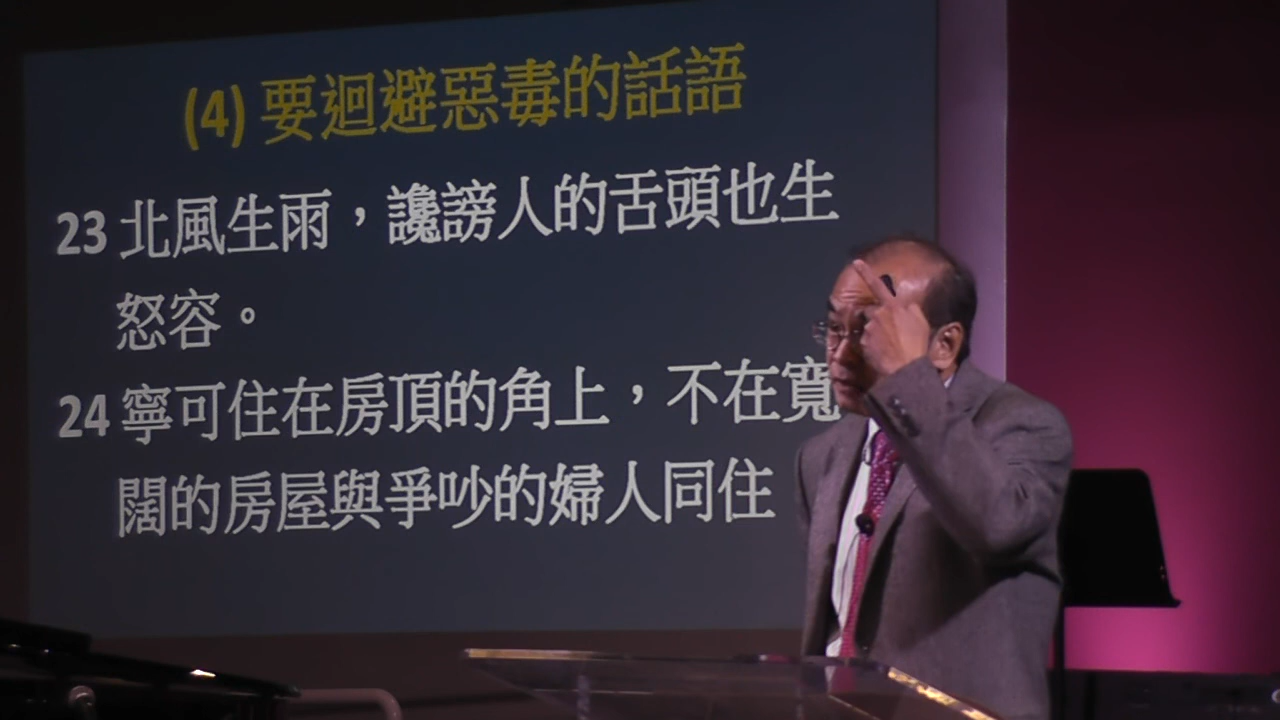 (4) 要迴避惡毒的話語
23 北風生雨，讒謗人的舌頭也生
怒容。
24 寧可住在房頂的角上，不在寬
闊的房屋與爭吵的婦人同住